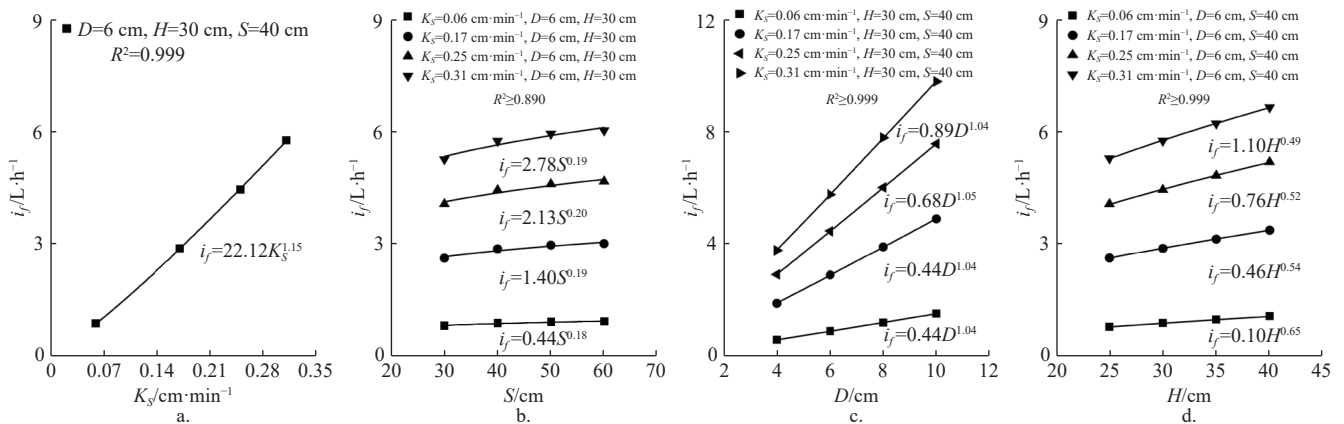 D=6 cm, H=30 cm, S=40 cm
R²=0.999
i_f=22.12K_S^1.15
i_f/L·h⁻¹
9
6
3
0
0
0.07
0.14
0.21
0.28
0.35
K_S/cm·min⁻¹
a.
K_S=0.06 cm·min⁻¹, D=6 cm, H=30 cm
K_S=0.17 cm·min⁻¹, D=6 cm, H=30 cm
K_S=0.25 cm·min⁻¹, D=6 cm, H=30 cm
K_S=0.31 cm·min⁻¹, D=6 cm, H=30 cm
R²≥0.890
i_f=2.78S^0.19
i_f=2.13S^0.20
i_f=1.40S^0.19
i_f=0.44S^0.18
i_f/L·h⁻¹
9
6
3
0
20
30
40
50
60
70
S/cm
b.
K_S=0.06 cm·min⁻¹, H=30 cm, S=40 cm
K_S=0.17 cm·min⁻¹, H=30 cm, S=40 cm
K_S=0.25 cm·min⁻¹, H=30 cm, S=40 cm
K_S=0.31 cm·min⁻¹, H=30 cm, S=40 cm
R²≥0.999
i_f=0.89D^1.04
i_f=0.68D^1.05
i_f=0.44D^1.04
i_f=0.44D^1.04
i_f/L·h⁻¹
12
8
4
0
2
4
6
8
10
12
D/cm
c.
K_S=0.06 cm·min⁻¹, D=6 cm, S=40 cm
K_S=0.17 cm·min⁻¹, D=6 cm, S=40 cm
K_S=0.25 cm·min⁻¹, D=6 cm, S=40 cm
K_S=0.31 cm·min⁻¹, D=6 cm, S=40 cm
R²≥0.999
i_f=1.10H^0.49
i_f=0.76H^0.52
i_f=0.46H^0.54
i_f=0.10H^0.65
i_f/L·h⁻¹
9
6
3
0
20
25
30
35
40
45
H/cm
d.